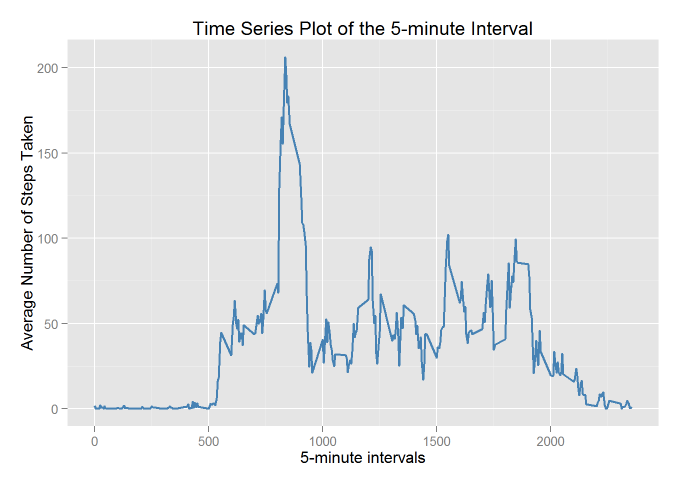 Time Series Plot of the 5-minute Interval
Average Number of Steps Taken
200
150
100
50
0
0 500 1000 1500 2000
5-minute intervals